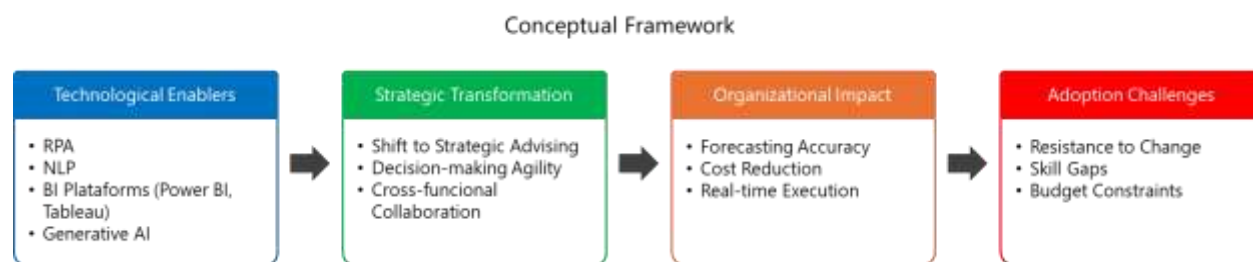 Conceptual Framework
Technological Enablers
• RPA
• NLP
• BI Plataforms (Power BI,
Tableau)
• Generative AI
Strategic Transformation
• Shift to Strategic Advising
• Decision-making Agility
• Cross-funcional
Collaboration
Organizational Impact
• Forecasting Accuracy
• Cost Reduction
• Real-time Execution
Adoption Challenges
• Resistance to Change
• Skill Gaps
• Budget Constraints